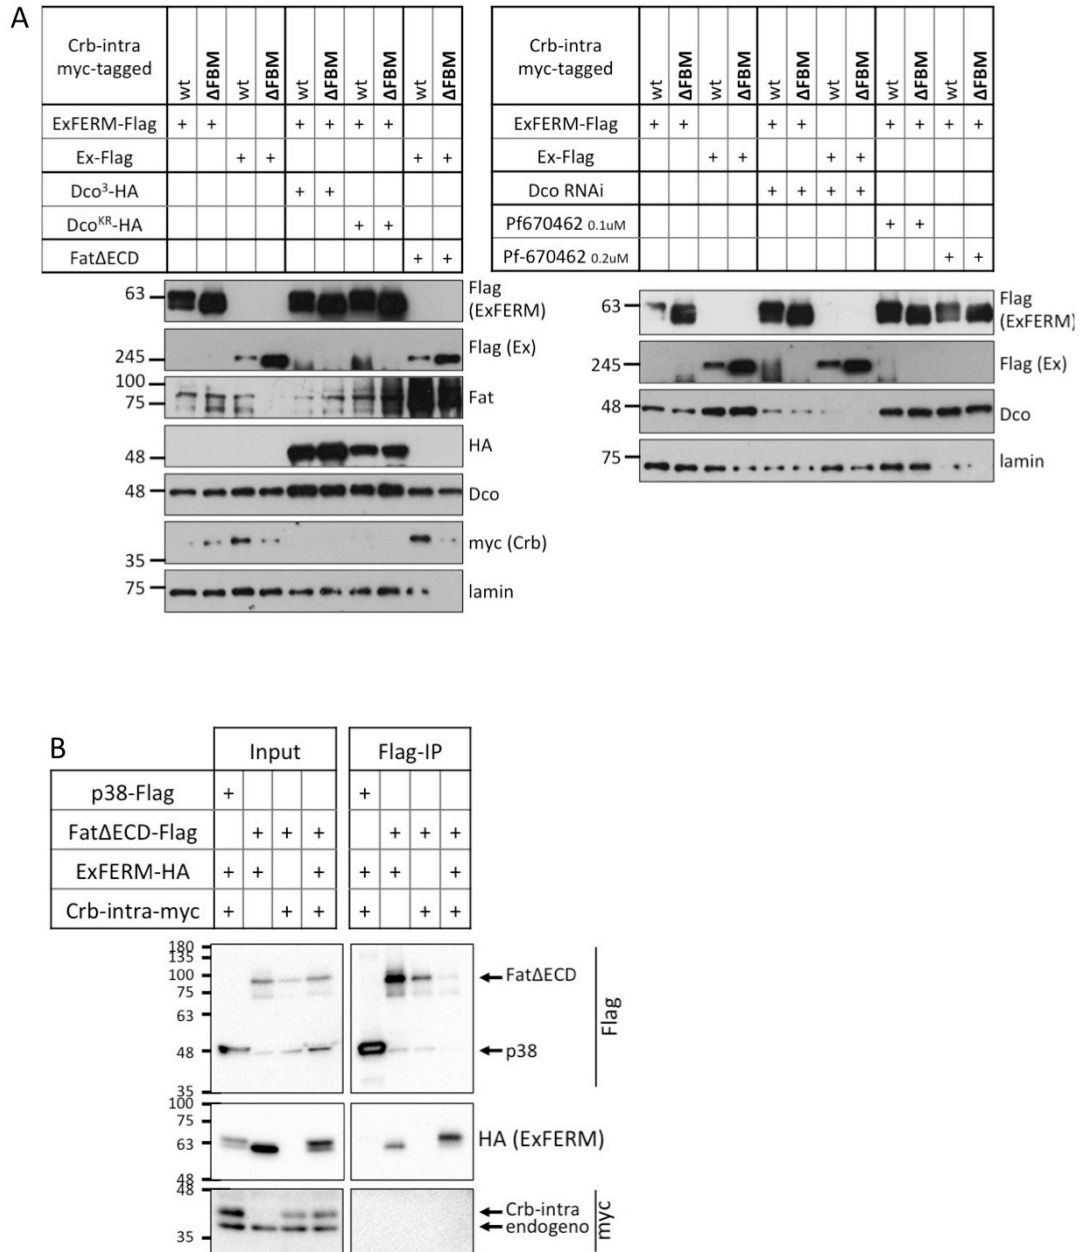 A
Crb-intra
myc-tagged
wt
ΔFBM
wt
ΔFBM
wt
ΔFBM
wt
ΔFBM
wt
ΔFBM
ExFERM-Flag + + + + + +
Ex-Flag + + + +
Dco³-HA + +
Dcoᴷᴿ-HA + +
FatΔECD + +
63
Flag
(ExFERM)
245
Flag (Ex)
100
75
Fat
48
HA
48
Dco
35
myc (Crb)
75
lamin
Crb-intra
myc-tagged
wt
ΔFBM
wt
ΔFBM
wt
ΔFBM
wt
ΔFBM
wt
ΔFBM
wt
ΔFBM
ExFERM-Flag + + + + + + + +
Ex-Flag + + + +
Dco RNAi + + + +
Pf670462 0.1uM + +
Pf-670462 0.2uM + +
63
Flag
(ExFERM)
245
Flag (Ex)
48
Dco
75
lamin
B
Input Flag-IP
p38-Flag + +
FatΔECD-Flag + + + + + +
ExFERM-HA + + + + + +
Crb-intra-myc + + + + + +
180
135
100
75
63
48
35
FatΔECD
p38
Flag
100
75
63
48
HA (ExFERM)
48
35
Crb-intra
endogeno
myc